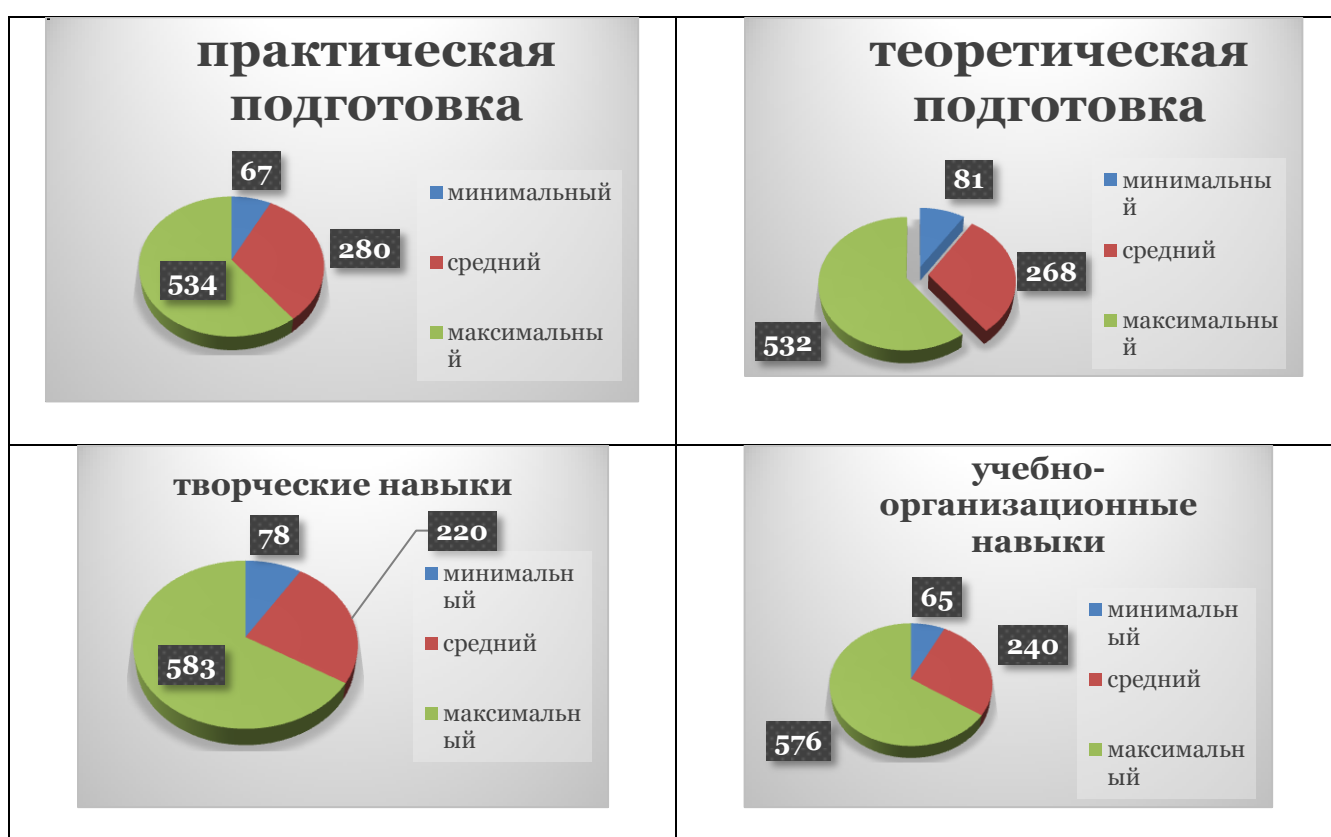 практическая
подготовка
67
280
534
минимальный
средний
максимальны
й
теоретическая
подготовка
81
268
532
минимальны
й
средний
максимальны
й
творческие навыки
78
220
583
минимальн
ый
средний
максимальн
ый
учебно-
организационные
навыки
65
240
576
минимальн
ый
средний
максимальн
ый